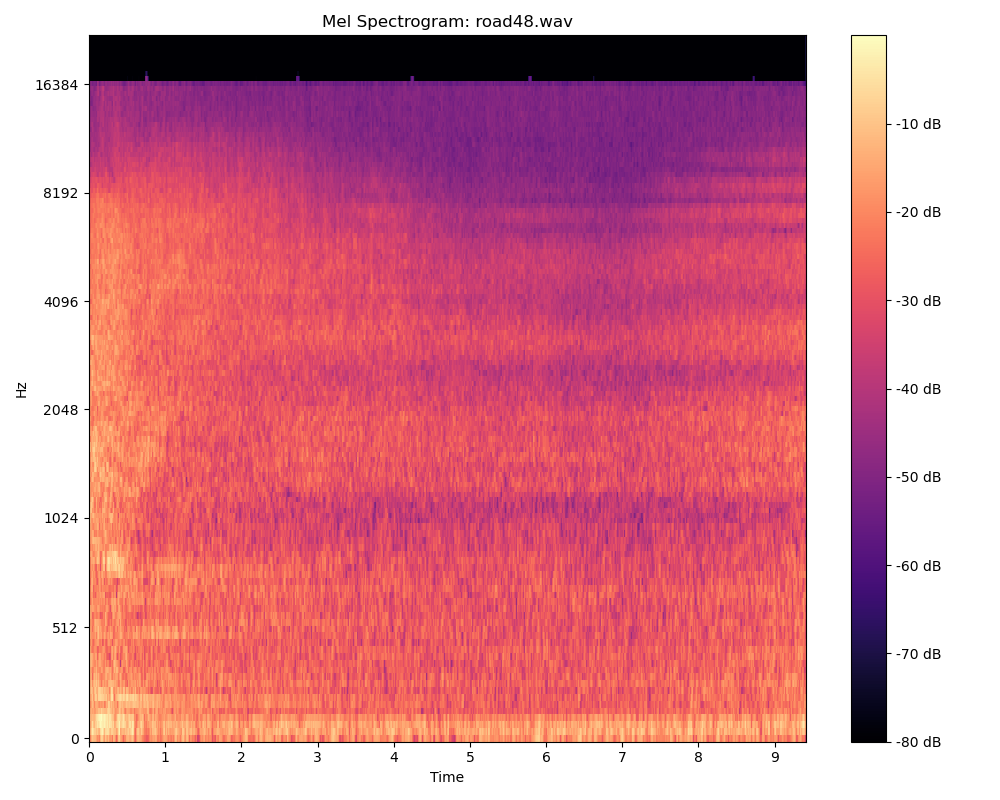 Mel Spectrogram: road48.wav
16384
8192
4096
2048
1024
512
0
Hz
0 1 2 3 4 5 6 7 8 9
Time
-10 dB
-20 dB
-30 dB
-40 dB
-50 dB
-60 dB
-70 dB
-80 dB